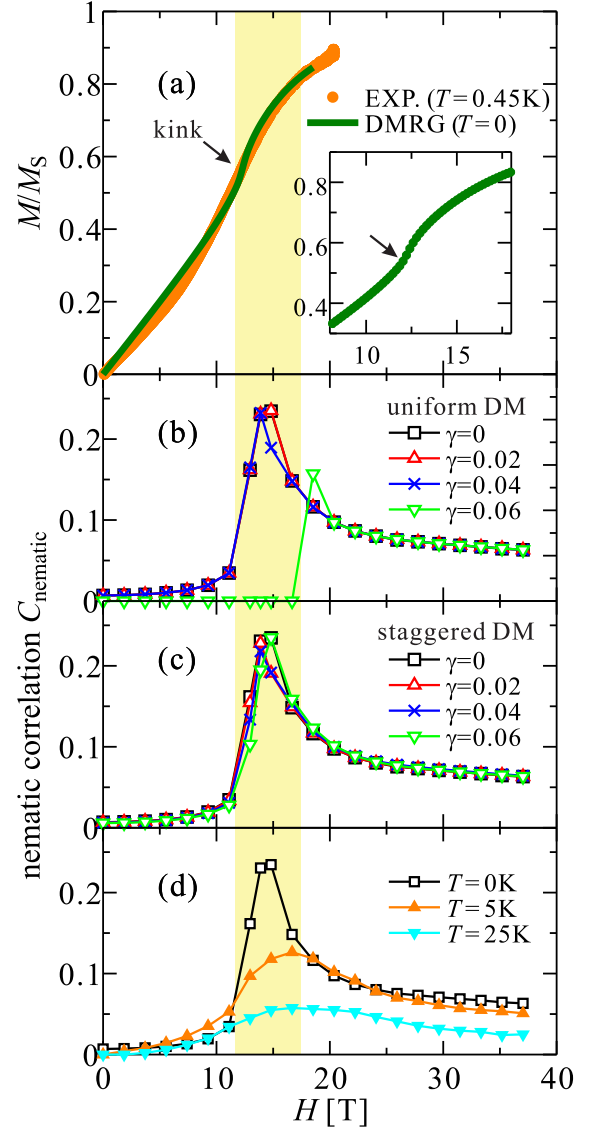 1
0.8
0.6
0.4
0.2
0
M/M_S
(a)
kink
EXP. (T=0.45K)
DMRG (T=0)
0.8
0.6
0.4
10
15
(b)
uniform DM
γ=0
γ=0.02
γ=0.04
γ=0.06
0.2
0.1
0
(c)
staggered DM
γ=0
γ=0.02
γ=0.04
γ=0.06
0.2
0.1
0
nematic correlation C_nematic
(d)
T=0K
T=5K
T=25K
0.2
0.1
0
0 10 20 30 40
H [T]